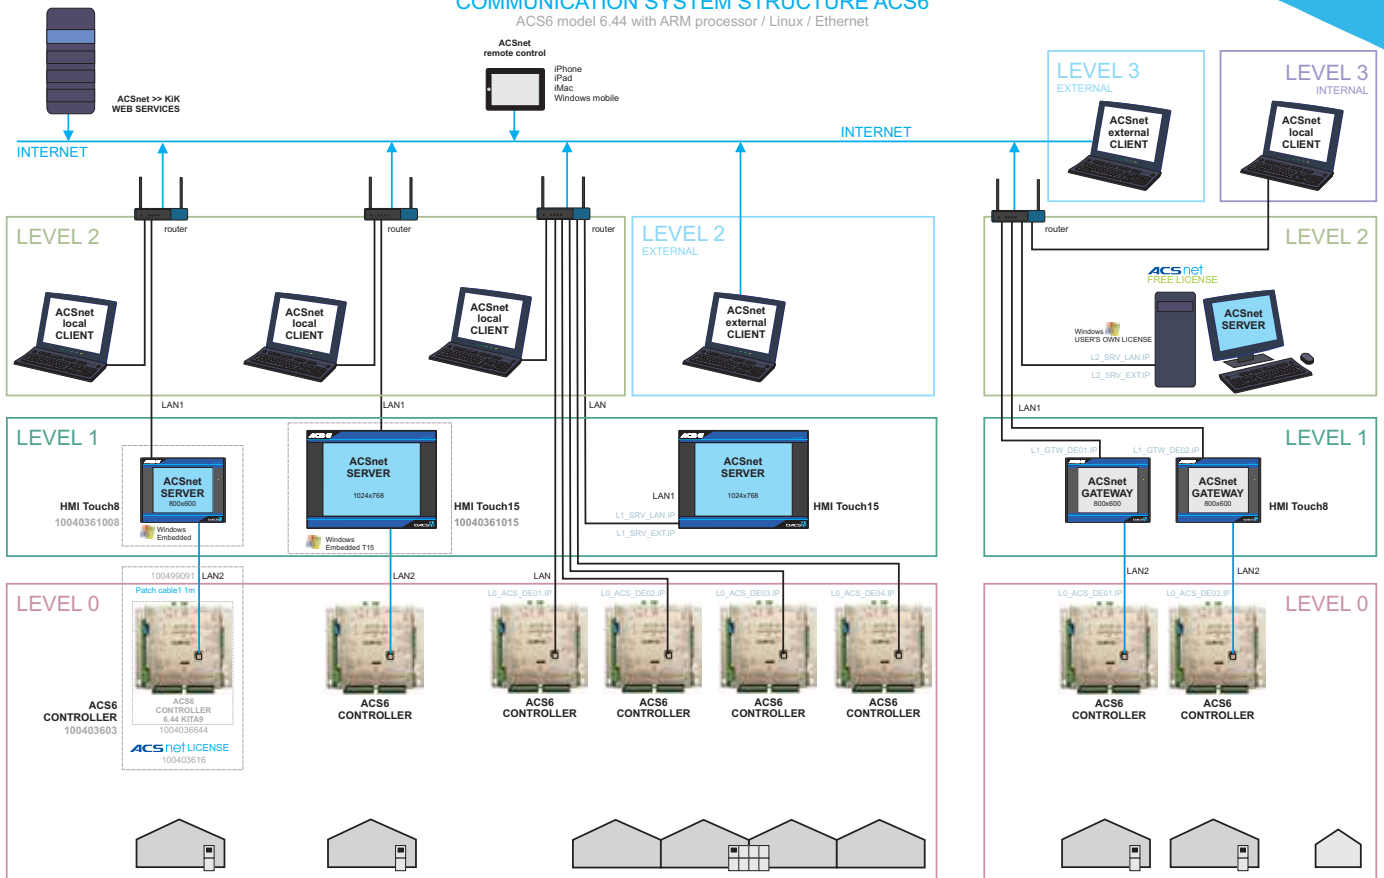 COMMUNICATION SYSTEM STRUCTURE ACS6
ACS6 model 6.44 with ARM processor / Linux / Ethernet
ACSnet >> KiK
WEB SERVICES
ACSnet
remote control
iPhone
iPad
iMac
Windows mobile
INTERNET
INTERNET
LEVEL 3
EXTERNAL
ACSnet
external
CLIENT
LEVEL 3
INTERNAL
ACSnet
local
CLIENT
router
router
router
router
LEVEL 2
ACSnet
local
CLIENT
ACSnet
local
CLIENT
ACSnet
local
CLIENT
LEVEL 2
EXTERNAL
ACSnet
external
CLIENT
LEVEL 2
ACSnet
FREE LICENSE
ACSnet
SERVER
Windows
USER'S OWN LICENSE
L2_SRV_LAN.IP
L2_SRV_EXT.IP
LAN1
LAN1
LAN
LAN1
LEVEL 1
ACSnet
SERVER
800x600
HMI Touch8
10040361008
Windows
Embedded
ACSnet
SERVER
1024x768
HMI Touch15
10040361015
Windows
Embedded T15
LAN1
L1_SRV_LAN.IP
L1_SRV_EXT.IP
ACSnet
SERVER
1024x768
HMI Touch15
LEVEL 1
L1_GTW_DE01.IP
L1_GTW_DE02.IP
ACSnet
GATEWAY
800x600
ACSnet
GATEWAY
800x600
HMI Touch8
100499091
LAN2
LAN2
LAN
LAN2
LAN2
LEVEL 0
Patch cable1 1m
L0_ACS_DE01.IP
L0_ACS_DE02.IP
L0_ACS_DE03.IP
L0_ACS_DE04.IP
L0_ACS_DE01.IP
L0_ACS_DE02.IP
LEVEL 0
ACS6
CONTROLLER
100403603
ACS6
CONTROLLER
6.44 KITA9
1004036644
ACSnet LICENSE
100403616
ACS6
CONTROLLER
ACS6
CONTROLLER
ACS6
CONTROLLER
ACS6
CONTROLLER
ACS6
CONTROLLER
ACS6
CONTROLLER
ACS6
CONTROLLER